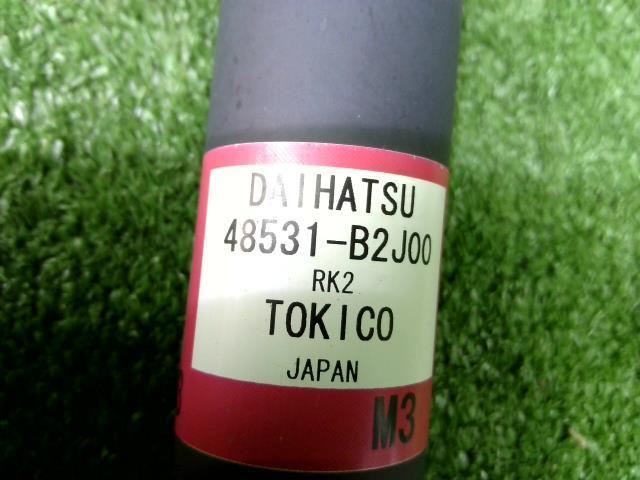 DAIHATSU
48531-B2J00
RK2
TOKICO
JAPAN
M3